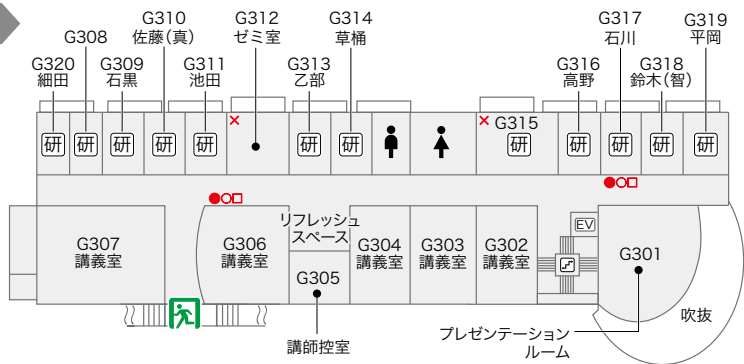 G310
佐藤(真)
G312
ゼミ室
G314
草桶
G317
石川
G319
平岡
G308
G320
細田
G309
石黒
G311
池田
G313
乙部
G316
高野
G318
鈴木(智)
研
研
研
研
研
研
研
G315
研
研
研
研
研
G307
講義室
G306
講義室
リフレッシュ
スペース
G305
講師控室
G304
講義室
G303
講義室
G302
講義室
EV
G301
プレゼンテーション
ルーム
吹抜